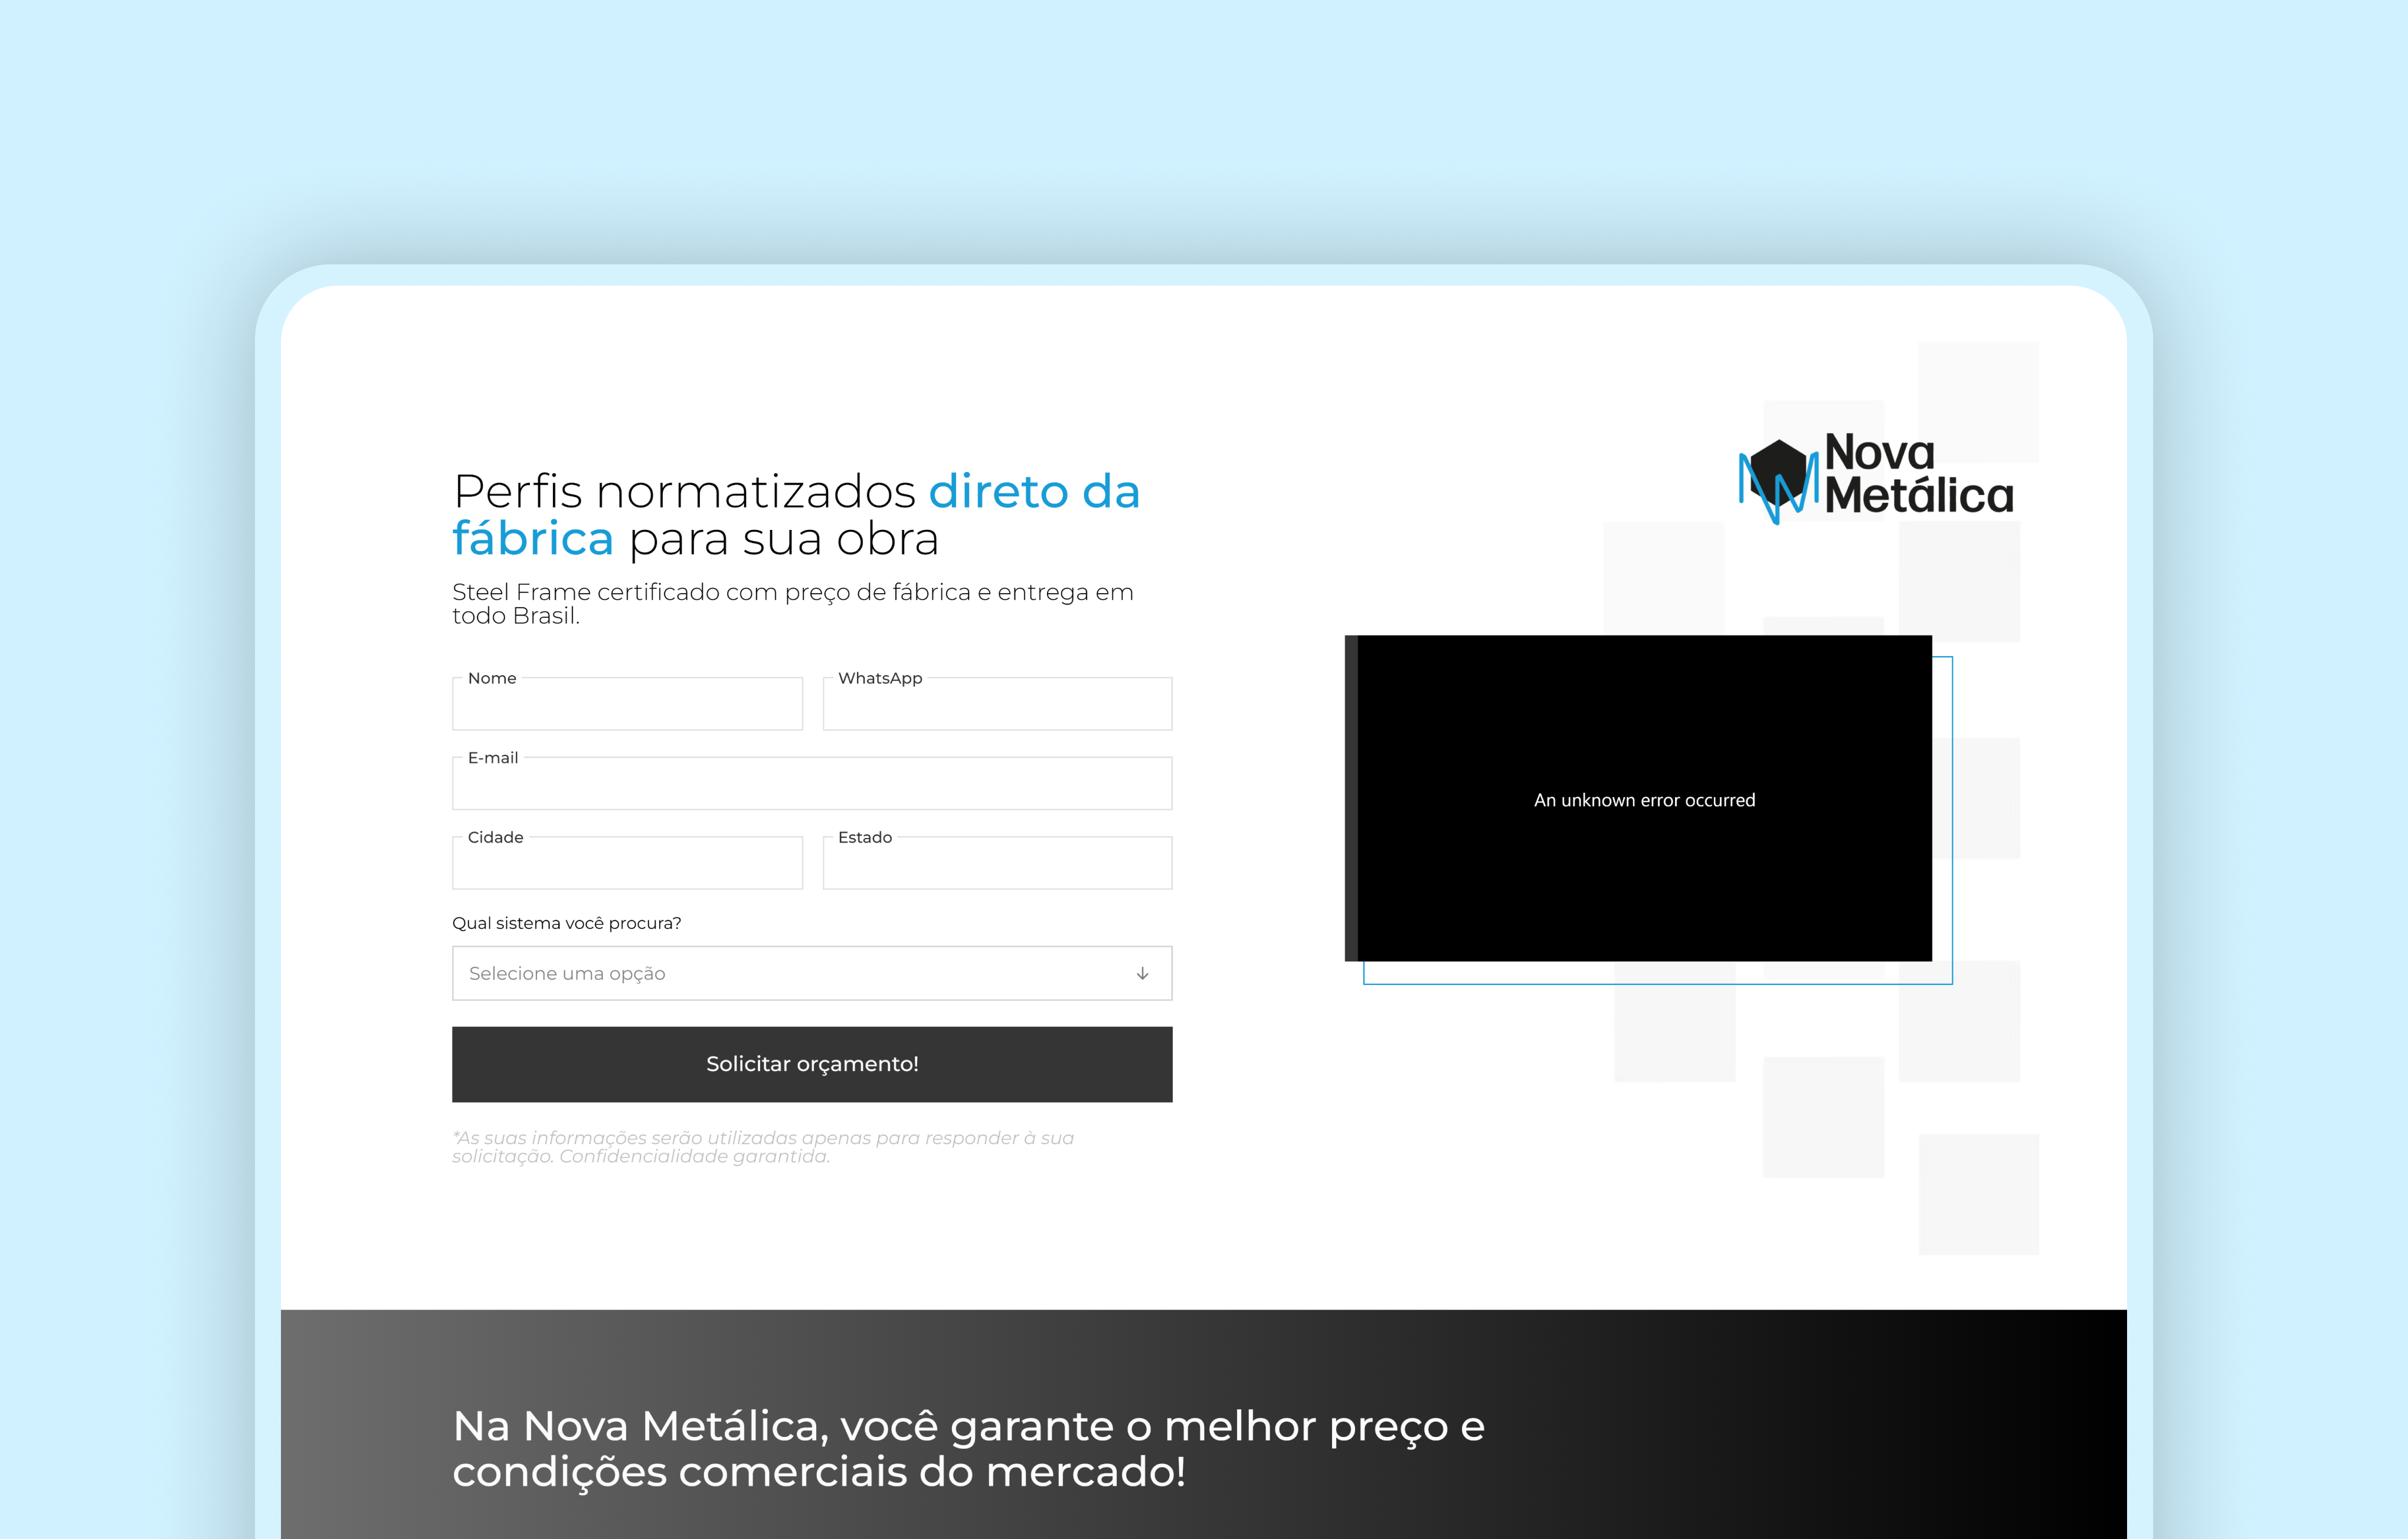 Nova
Metálica
Perfis normatizados direto da
fábrica para sua obra
Steel Frame certificado com preço de fábrica e entrega em
todo Brasil.
Nome
WhatsApp
E-mail
Cidade
Estado
Qual sistema você procura?
Selecione uma opção
Solicitar orçamento!
*As suas informações serão utilizadas apenas para responder à sua
solicitação. Confidencialidade garantida.
An unknown error occurred
Na Nova Metálica, você garante o melhor preço e
condições comerciais do mercado!